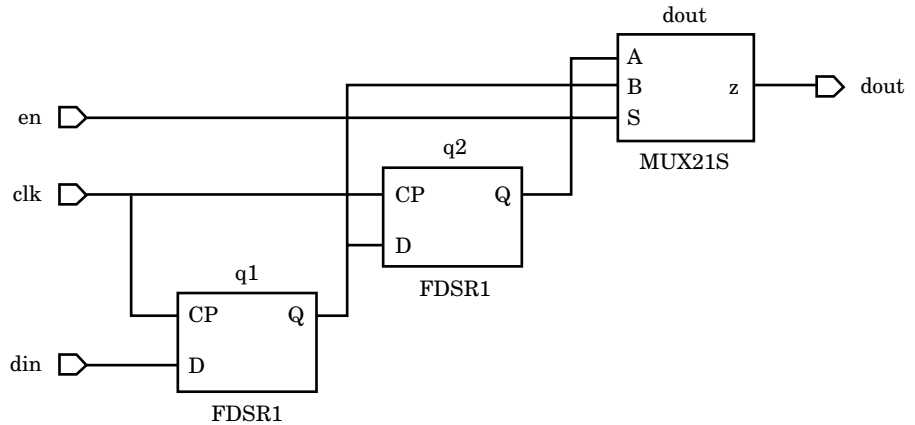 dout
A
B
z
dout
en
S
q2
MUX21S
clk
CP
Q
D
q1
FDSR1
CP
Q
din
D
FDSR1